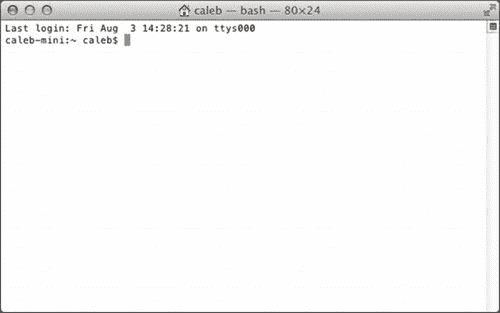 caleb — bash — 80×24
Last login: Fri Aug  3 14:28:21 on ttys000
caleb-mini:~ caleb$